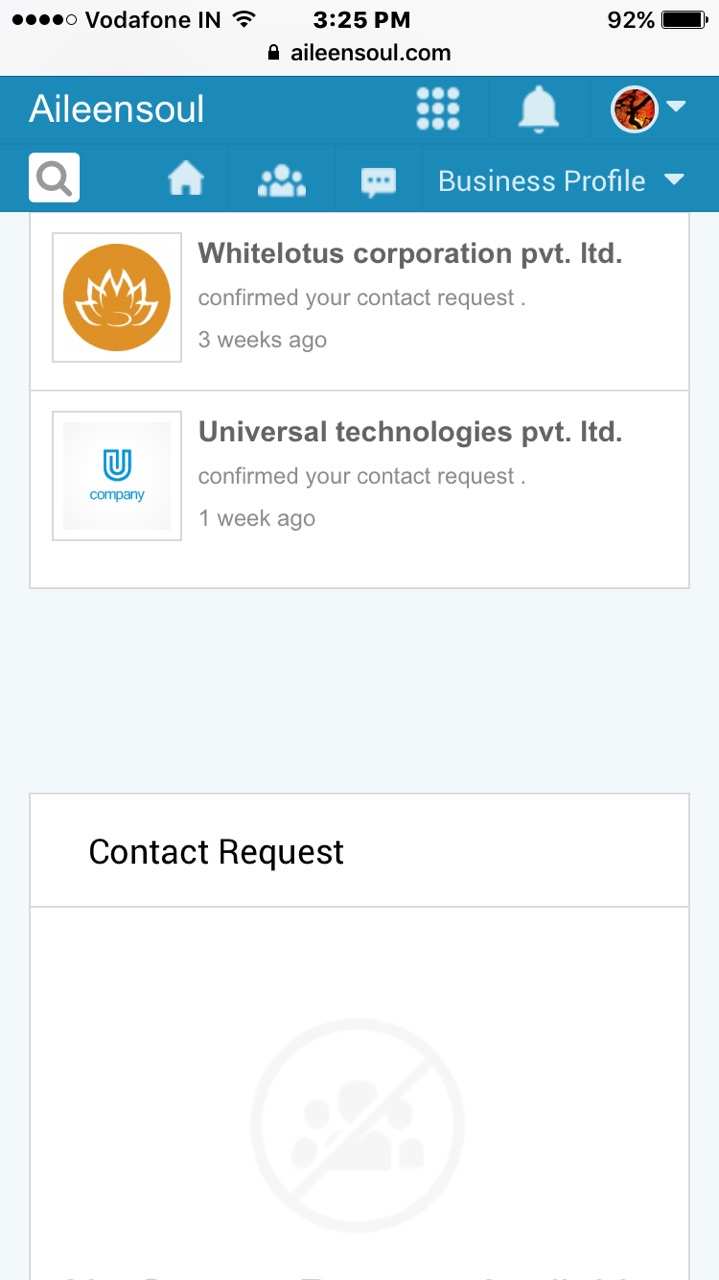 Vodafone IN 3:25 PM 92%
aileensoul.com
Aileensoul
Business Profile
Whitelotus corporation pvt. ltd.
confirmed your contact request .
3 weeks ago
Universal technologies pvt. ltd.
U
company
confirmed your contact request .
1 week ago
Contact Request